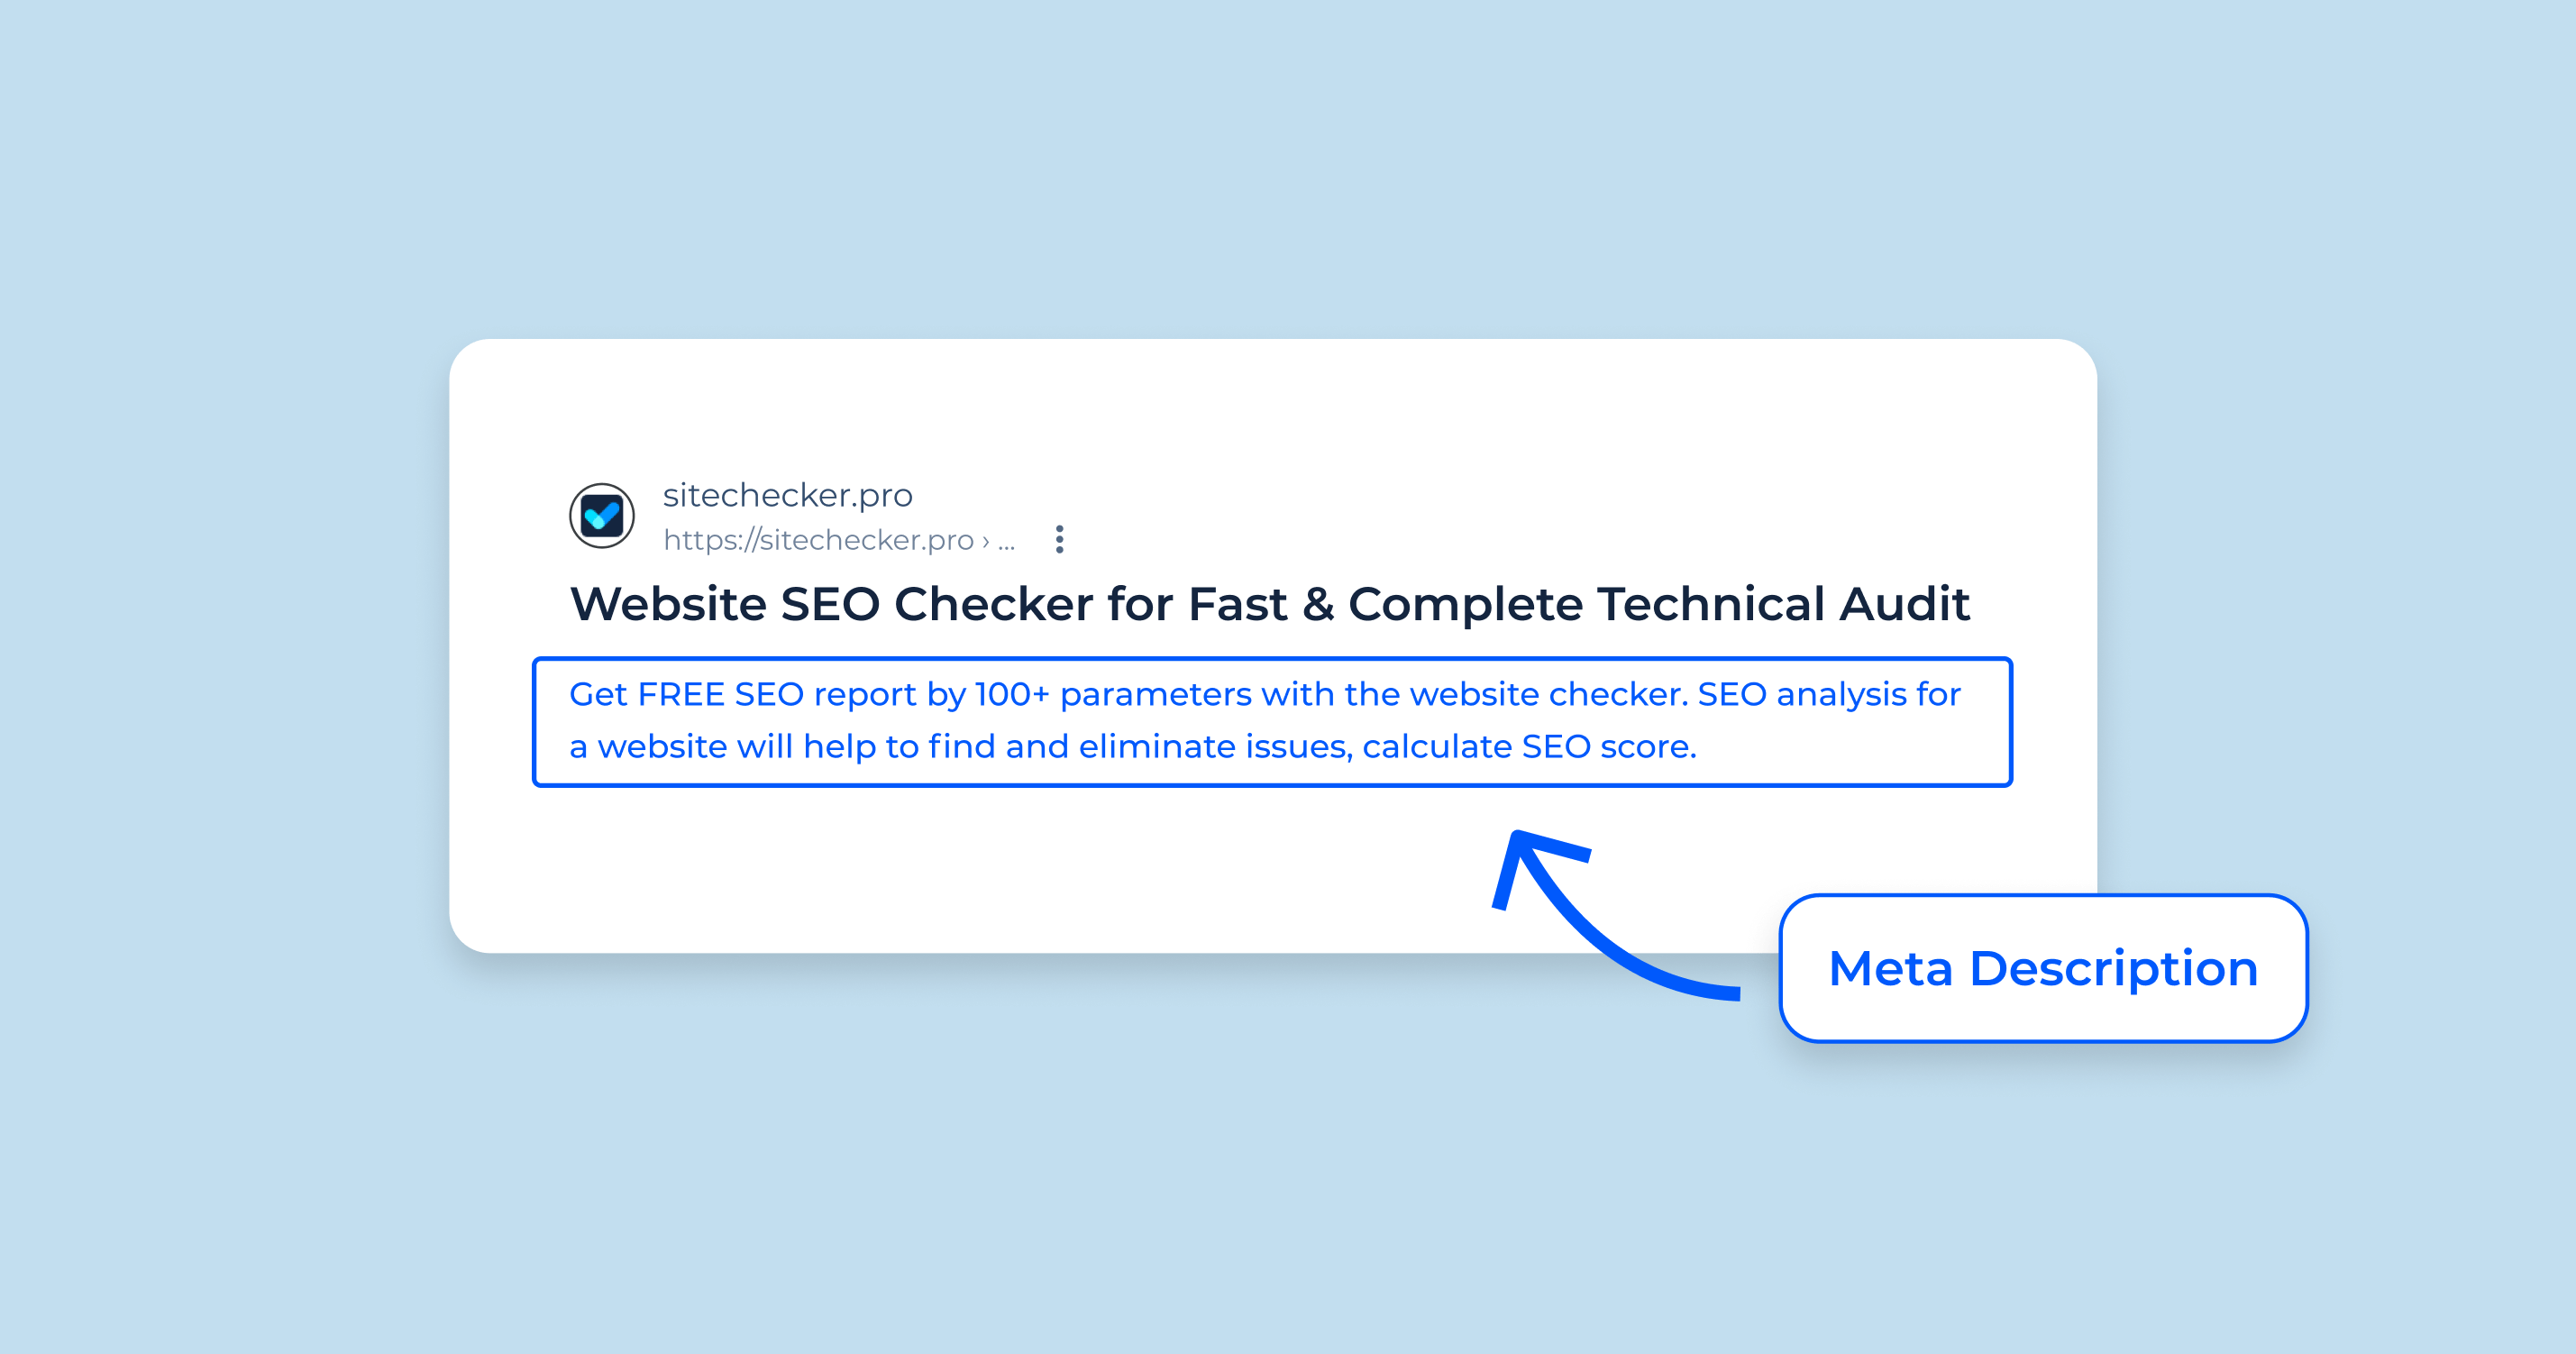 sitechecker.pro
https://sitechecker.pro › ...
Website SEO Checker for Fast & Complete Technical Audit
Get FREE SEO report by 100+ parameters with the website checker. SEO analysis for
a website will help to find and eliminate issues, calculate SEO score.
Meta Description